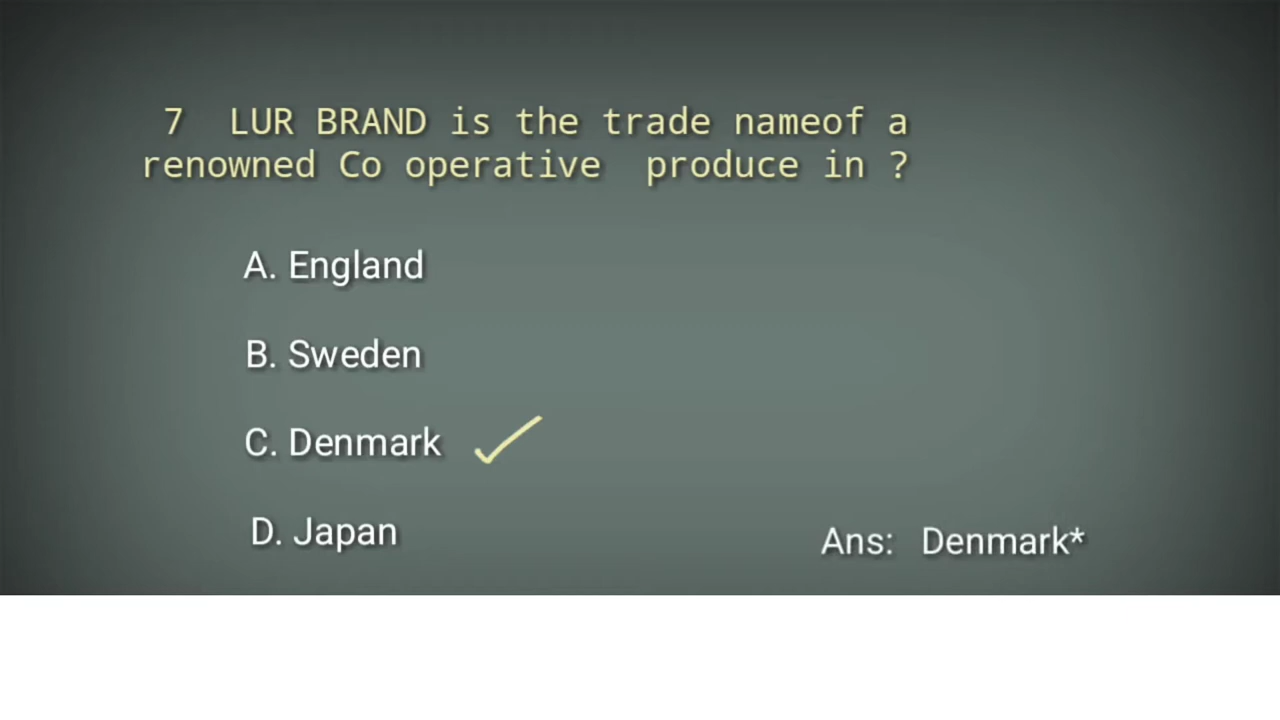 7 LUR BRAND is the trade nameof a
renowned Co operative produce in ?
A. England
B. Sweden
C. Denmark
D. Japan
Ans: Denmark*